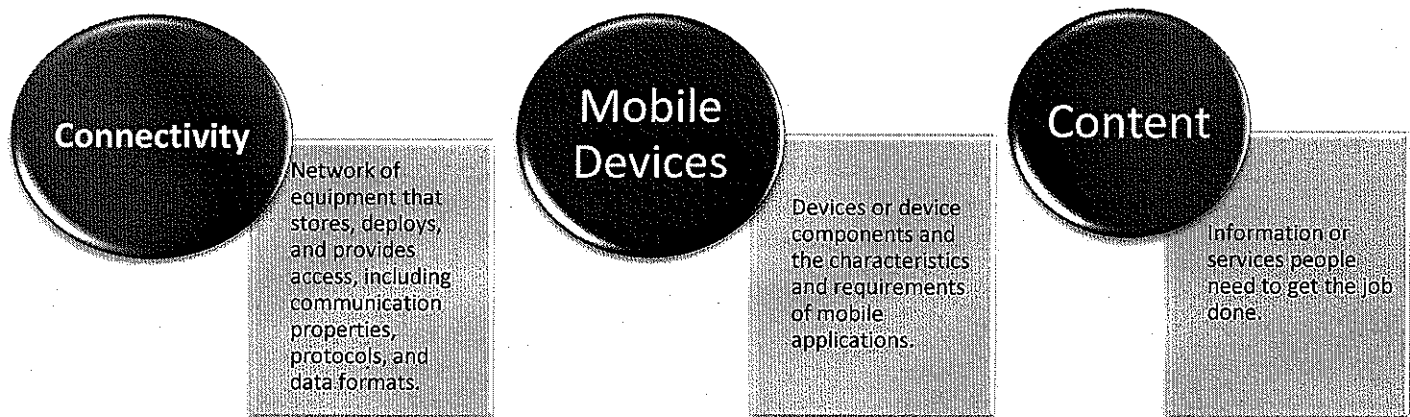 Connectivity
Network of
equipment that
stores, deploys,
and provides
access, including
communication
properties,
protocols, and
data formats.
Mobile
Devices
Devices or device
components and
the characteristics
and requirements
of mobile
applications.
Content
Information or
services people
need to get the job
done.